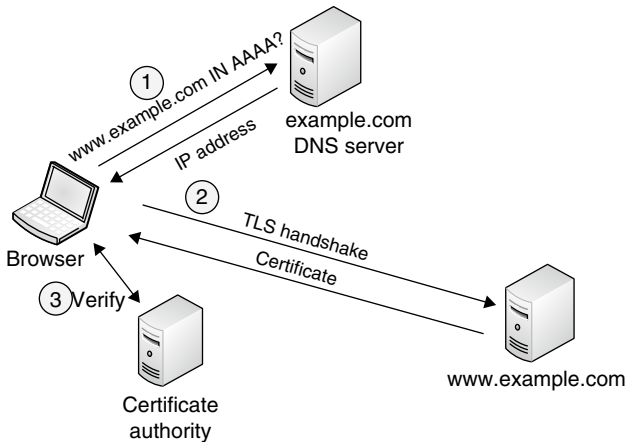 1
www.example.com IN AAAA?
IP address
example.com
DNS server
2
TLS handshake
Certificate
Browser
3 Verify
www.example.com
Certificate
authority